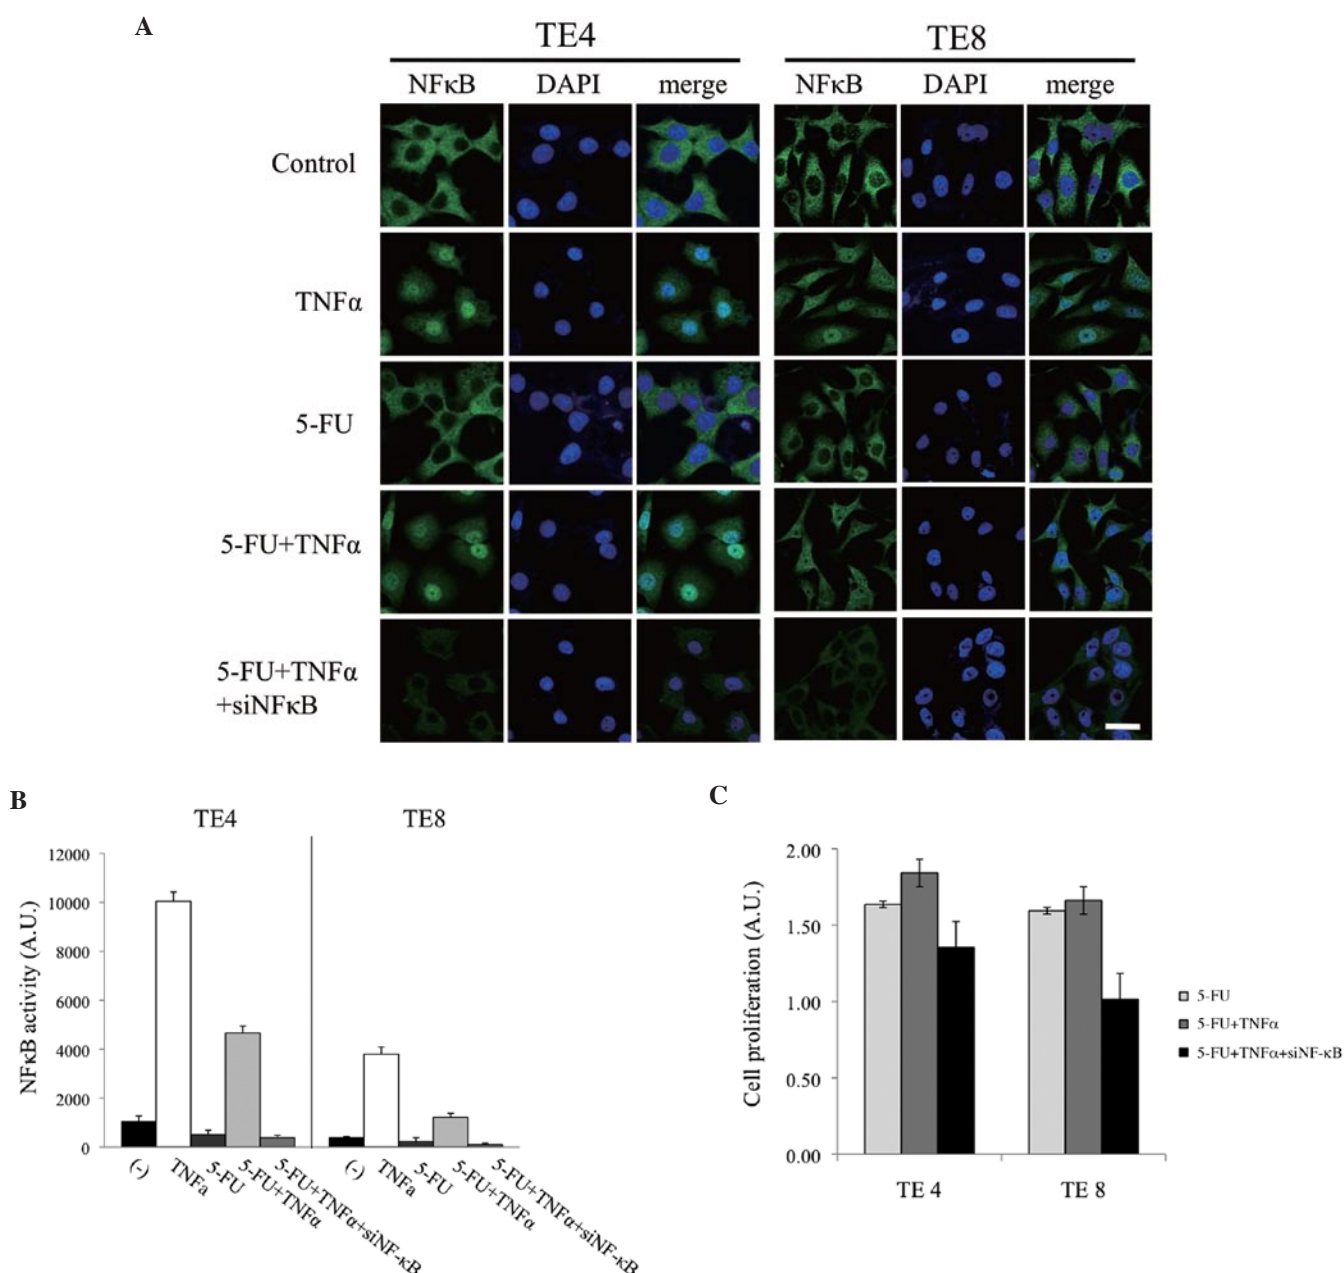 A
TE4 TE8
NFκB DAPI merge NFκB DAPI merge
Control
TNFα
5-FU
5-FU+TNFα
5-FU+TNFα
+siNFκB
B
TE4 TE8
NFκB activity (A.U.)
12000
10000
8000
6000
4000
2000
0
(-) TNFa 5-FU 5-FU+TNFα 5-FU+TNFα+siNF-κB (-) TNFa 5-FU 5-FU+TNFα 5-FU+TNFα+siNF-κB
C
Cell proliferation (A.U.)
2.00
1.50
1.00
0.50
0.00
TE 4 TE 8
5-FU
5-FU+TNFα
5-FU+TNFα+siNF-κB